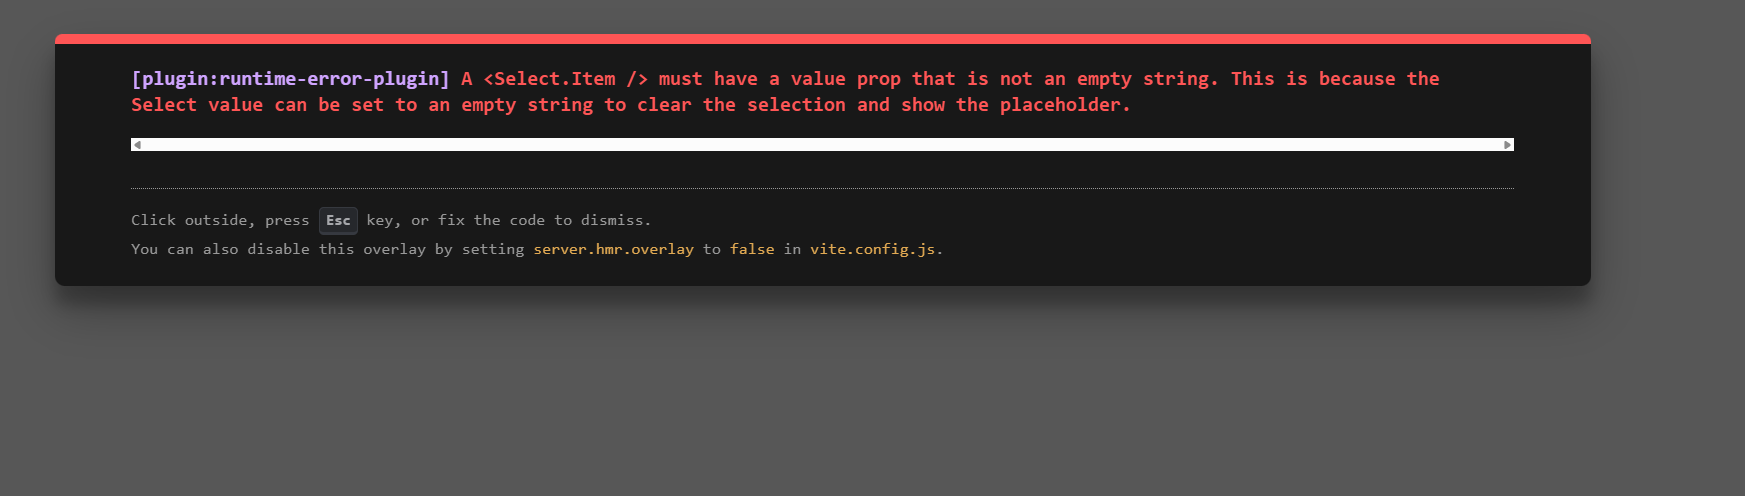 [plugin:runtime-error-plugin] A <Select.Item /> must have a value prop that is not an empty string. This is because the
Select value can be set to an empty string to clear the selection and show the placeholder.
Click outside, press Esc key, or fix the code to dismiss.
You can also disable this overlay by setting server.hmr.overlay to false in vite.config.js.